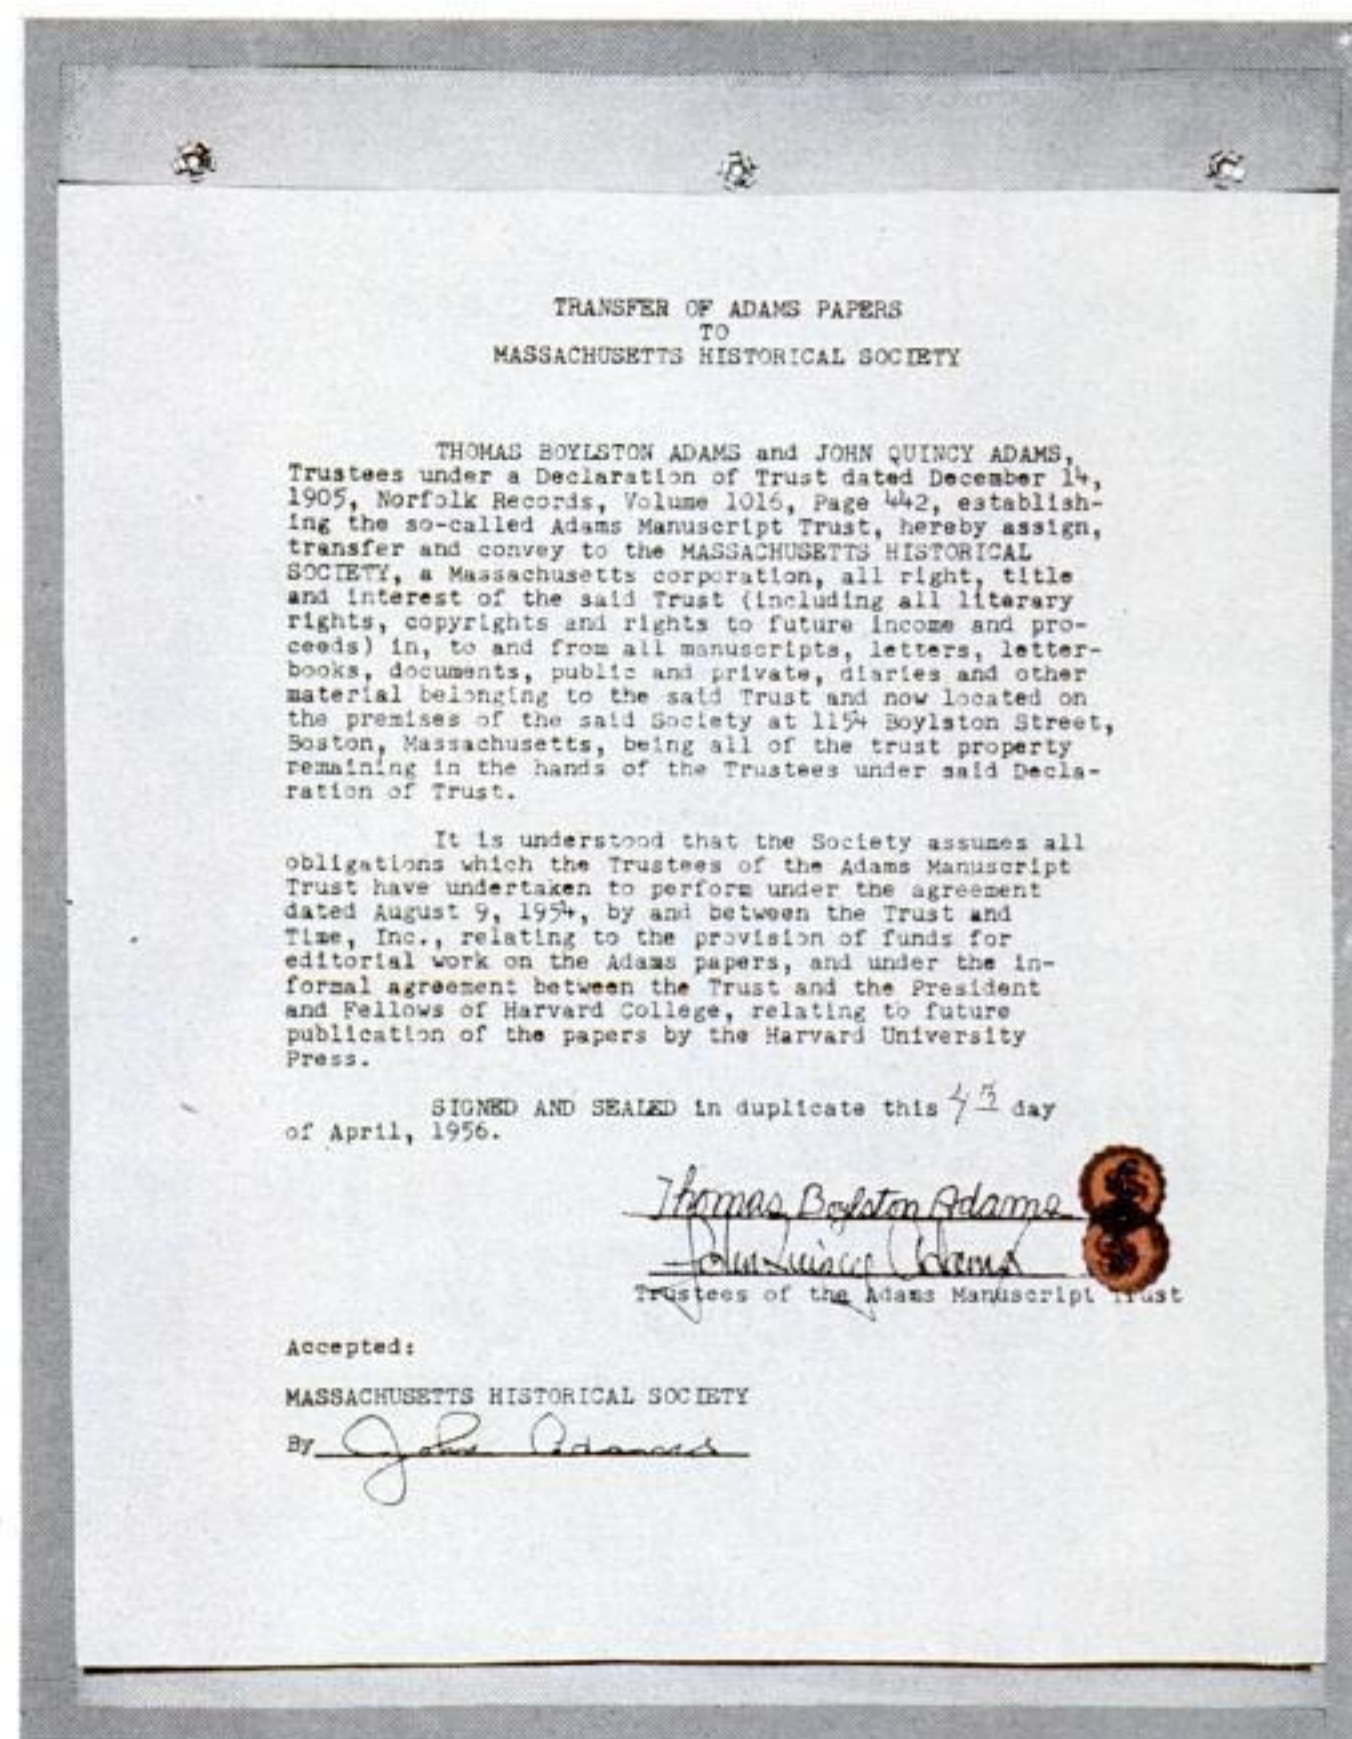 TRANSFER OF ADAMS PAPERS
TO
MASSACHUSETTS HISTORICAL SOCIETY
THOMAS BOYLSTON ADAMS and JOHN QUINCY ADAMS,
Trustees under a Declaration of Trust dated December 14,
1905, Norfolk Records, Volume 1016, Page 442, establish-
ing the so-called Adams Manuscript Trust, hereby assign,
transfer and convey to the MASSACHUSETTS HISTORICAL
SOCIETY, a Massachusetts corporation, all right, title
and interest of the said Trust (including all literary
rights, copyrights and rights to future income and pro-
ceeds) in, to and from all manuscripts, letters, letter-
books, documents, public and private, diaries and other
material belonging to the said Trust and now located on
the premises of the said Society at 1154 Boylston Street,
Boston, Massachusetts, being all of the trust property
remaining in the hands of the Trustees under said Decla-
ration of Trust.
It is understood that the Society assumes all
obligations which the Trustees of the Adams Manuscript
Trust have undertaken to perform under the agreement
dated August 9, 1954, by and between the Trust and
Time, Inc., relating to the provision of funds for
editorial work on the Adams papers, and under the in-
formal agreement between the Trust and the President
and Fellows of Harvard College, relating to future
publication of the papers by the Harvard University
Press.
SIGNED AND SEALED in duplicate this day
of April, 1956.
Thomas Boylston Adams
John Quincy Adams
Trustees of the Adams Manuscript Trust
Accepted:
MASSACHUSETTS HISTORICAL SOCIETY
By John Adams